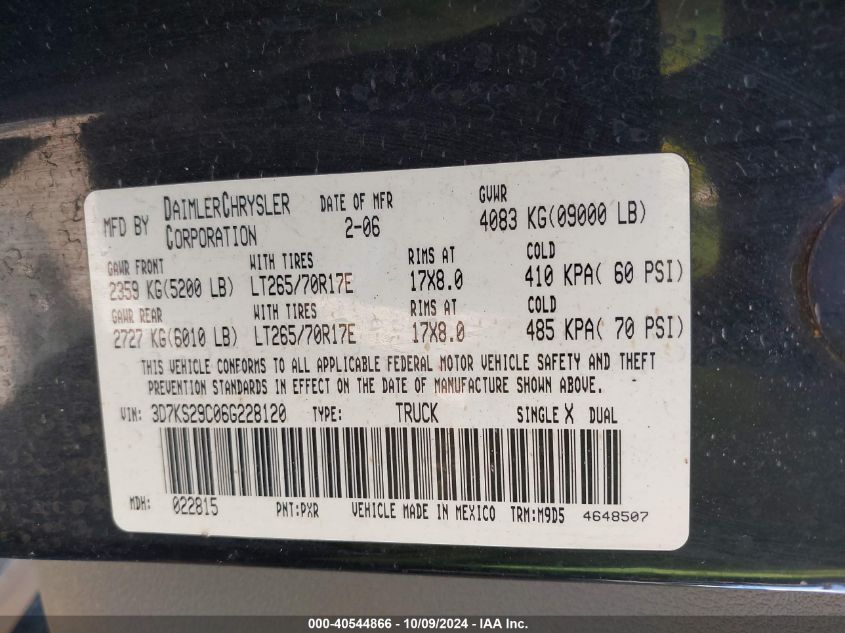 MFD BY DAIMLERCHRYSLER CORPORATION DATE OF MFR 2-06 GVWR 4083 KG(09000 LB)
GAWR FRONT WITH TIRES RIMS AT COLD
2359 KG(5200 LB) LT265/70R17E 17X8.0 410 KPA( 60 PSI)
GAWR REAR WITH TIRES RIMS AT COLD
2727 KG(6010 LB) LT265/70R17E 17X8.0 485 KPA( 70 PSI)
THIS VEHICLE CONFORMS TO ALL APPLICABLE FEDERAL MOTOR VEHICLE SAFETY AND THEFT
PREVENTION STANDARDS IN EFFECT ON THE DATE OF MANUFACTURE SHOWN ABOVE.
VIN: 3D7KS29C06G228120 TYPE: TRUCK SINGLE X DUAL
MDH: 022815 PNT:PXR VEHICLE MADE IN MEXICO TRM:M9D5 4648507
000-40544866 - 10/09/2024 - IAA Inc.